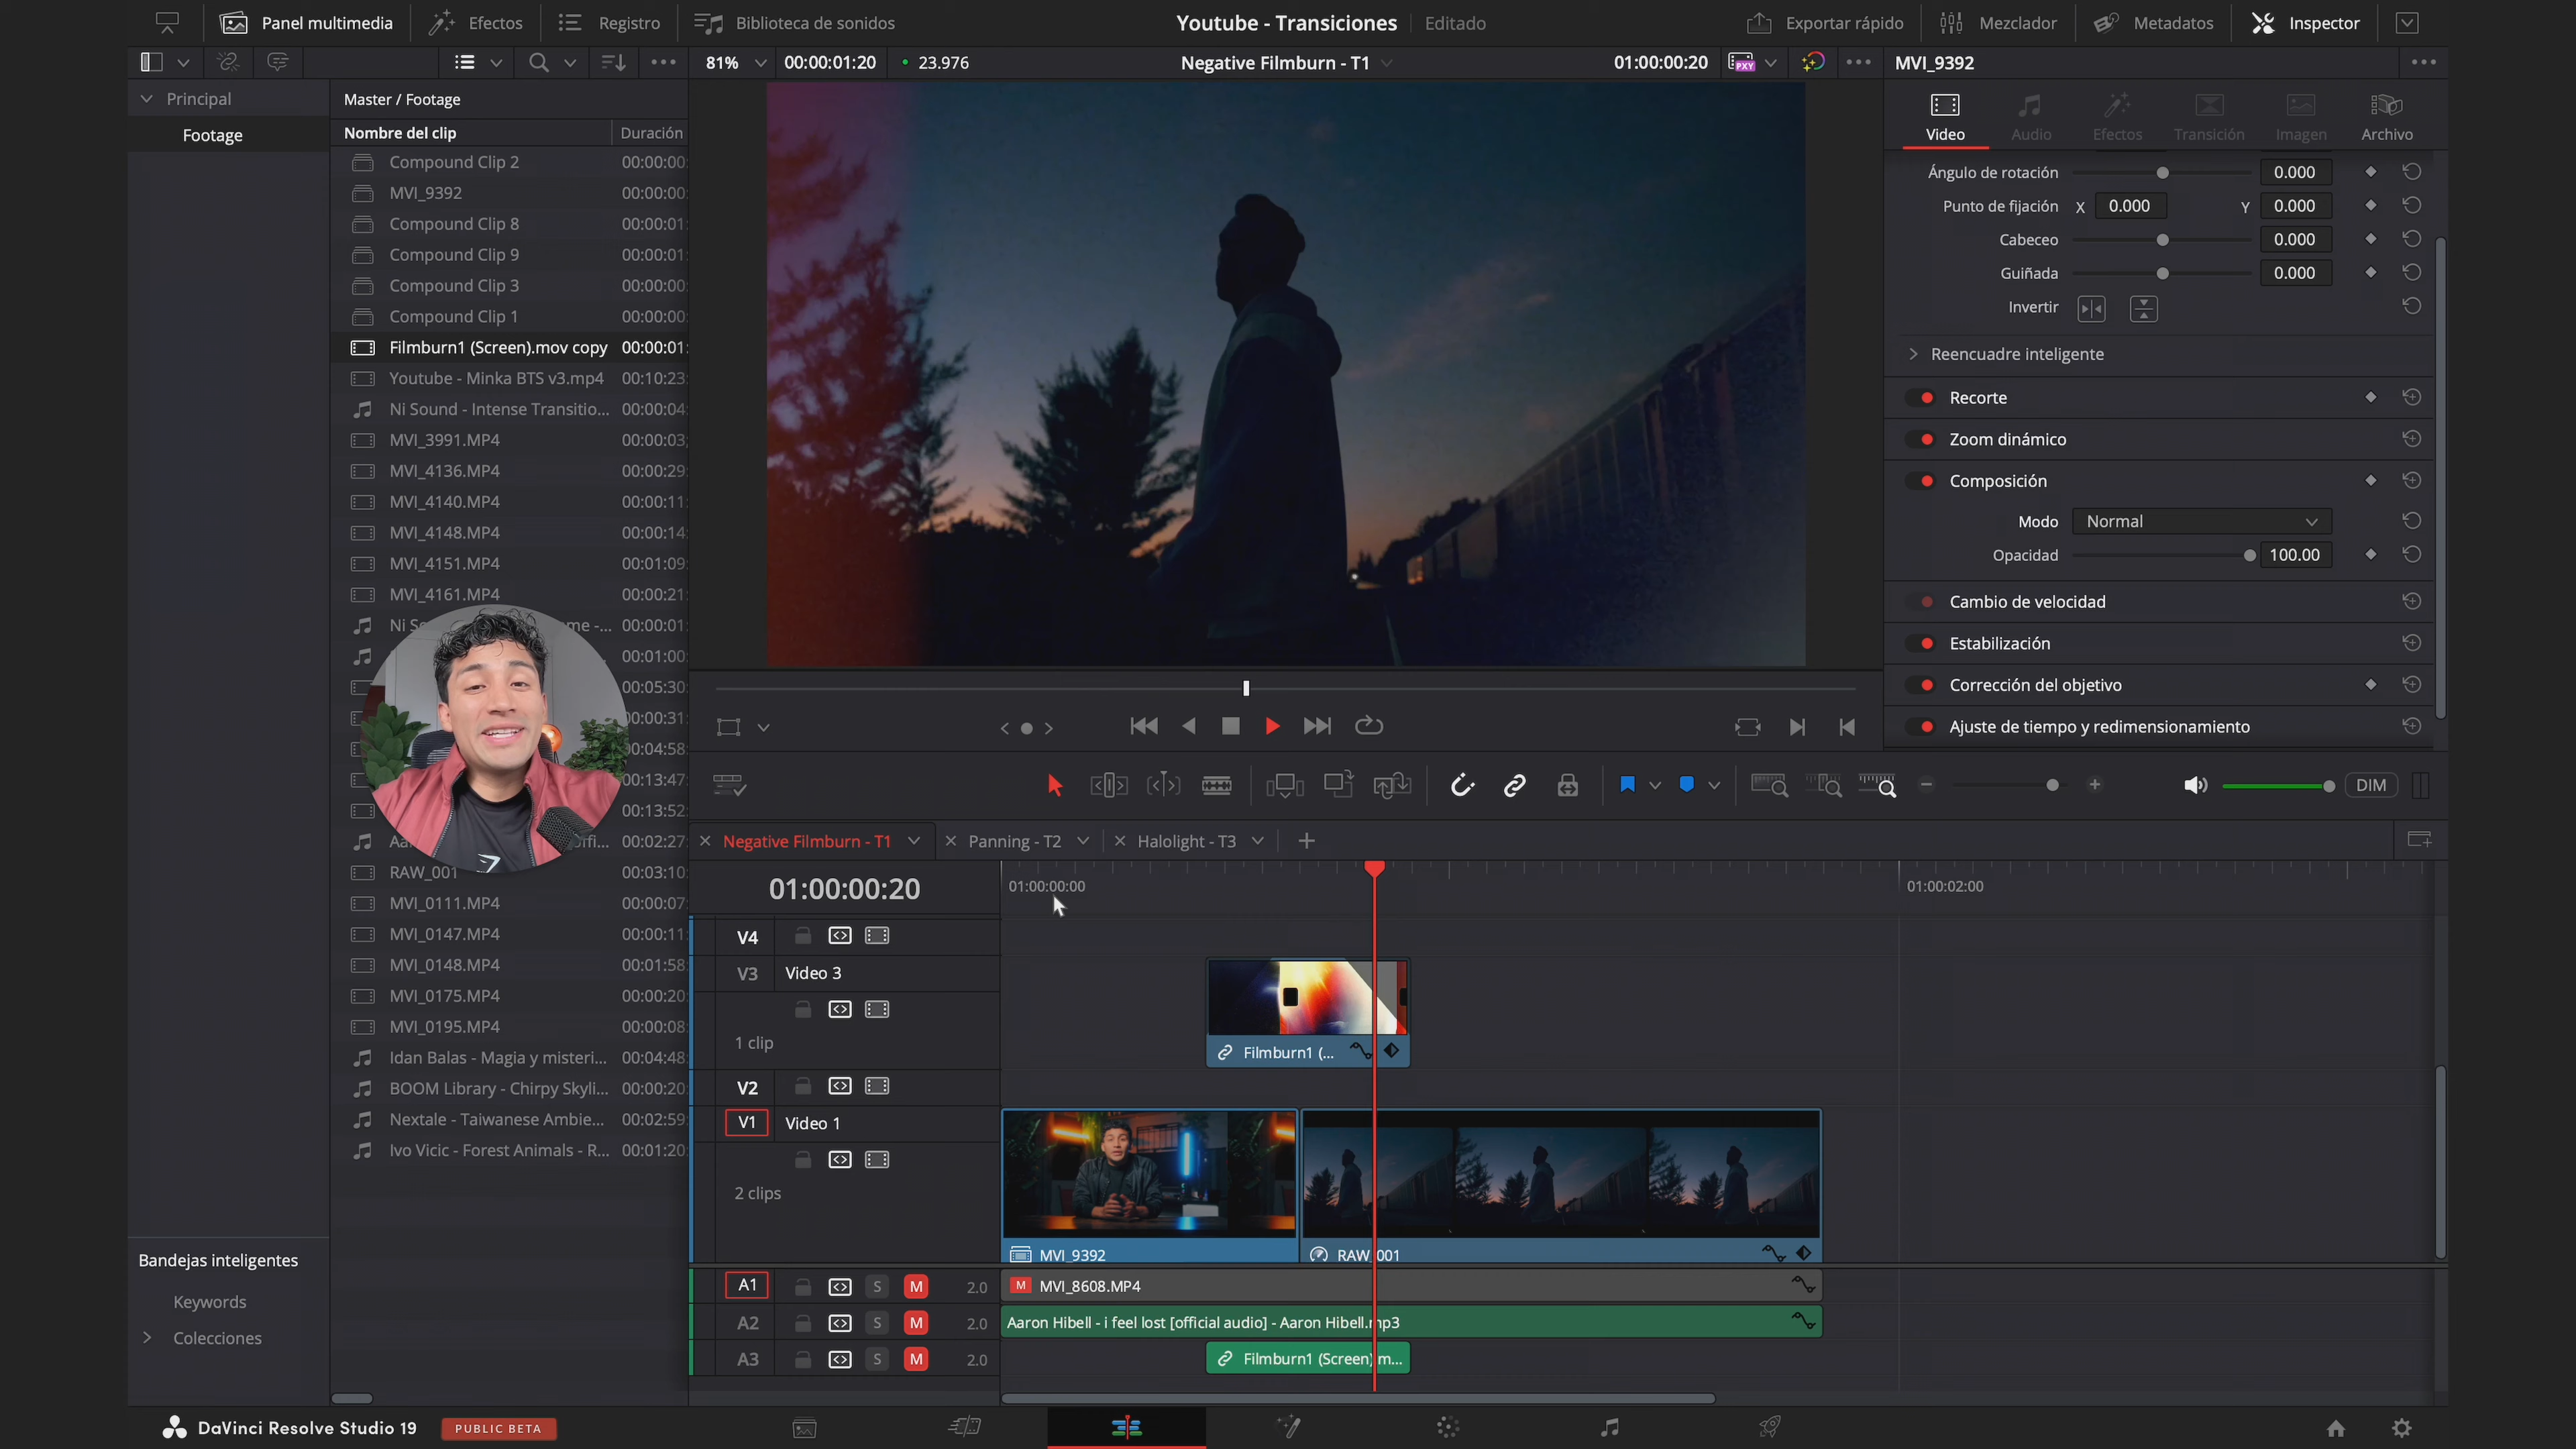 Panel multimedia
Efectos
Registro
Biblioteca de sonidos
Youtube - Transiciones
Editado
Exportar rápido
Mezclador
Metadatos
Inspector
81%
00:00:01:20
23.976
Negative Filmburn - T1
01:00:00:20
PXY
MVI_9392
Principal
Footage
Master / Footage
Nombre del clip
Duración
Compound Clip 2 00:00:00:
MVI_9392 00:00:00:
Compound Clip 8 00:00:01:
Compound Clip 9 00:00:01:
Compound Clip 3 00:00:00:
Compound Clip 1 00:00:00:
Filmburn1 (Screen).mov copy 00:00:01:
Youtube - Minka BTS v3.mp4 00:10:23:
Ni Sound - Intense Transitio... 00:00:04:
MVI_3991.MP4 00:00:03:
MVI_4136.MP4 00:00:29:
MVI_4140.MP4 00:00:11:
MVI_4148.MP4 00:00:14:
MVI_4151.MP4 00:01:09:
MVI_4161.MP4 00:00:21:
00:00:01:
00:01:00:
00:05:30:
00:00:31:
00:04:58:
00:13:47:
00:13:52:
00:02:27:
RAW_001 00:03:10:
MVI_0111.MP4 00:00:07:
MVI_0147.MP4 00:00:11:
MVI_0148.MP4 00:01:58:
MVI_0175.MP4 00:00:20:
MVI_0195.MP4 00:00:08:
Idan Balas - Magia y misteri... 00:04:48:
BOOM Library - Chirpy Skyli... 00:00:20:
Nextale - Taiwanese Ambie... 00:02:59:
Ivo Vicic - Forest Animals - R... 00:01:20:
Bandejas inteligentes
Keywords
Colecciones
Video
Audio
Efectos
Transición
Imagen
Archivo
Ángulo de rotación 0.000
Punto de fijación X 0.000 Y 0.000
Cabeceo 0.000
Guiñada 0.000
Invertir
Reencuadre inteligente
Recorte
Zoom dinámico
Composición
Modo Normal
Opacidad 100.00
Cambio de velocidad
Estabilización
Corrección del objetivo
Ajuste de tiempo y redimensionamiento
DIM
Negative Filmburn - T1
Panning - T2
Halolight - T3
01:00:00:20
01:00:00:00
01:00:02:00
V4
V3 Video 3
1 clip
Filmburn1 (...
V2
V1 Video 1
2 clips
MVI_9392
RAW_001
A1 S M 2.0
M MVI_8608.MP4
A2 S M 2.0
Aaron Hibell - i feel lost [official audio] - Aaron Hibell.mp3
A3 S M 2.0
Filmburn1 (Screen).m...
DaVinci Resolve Studio 19
PUBLIC BETA